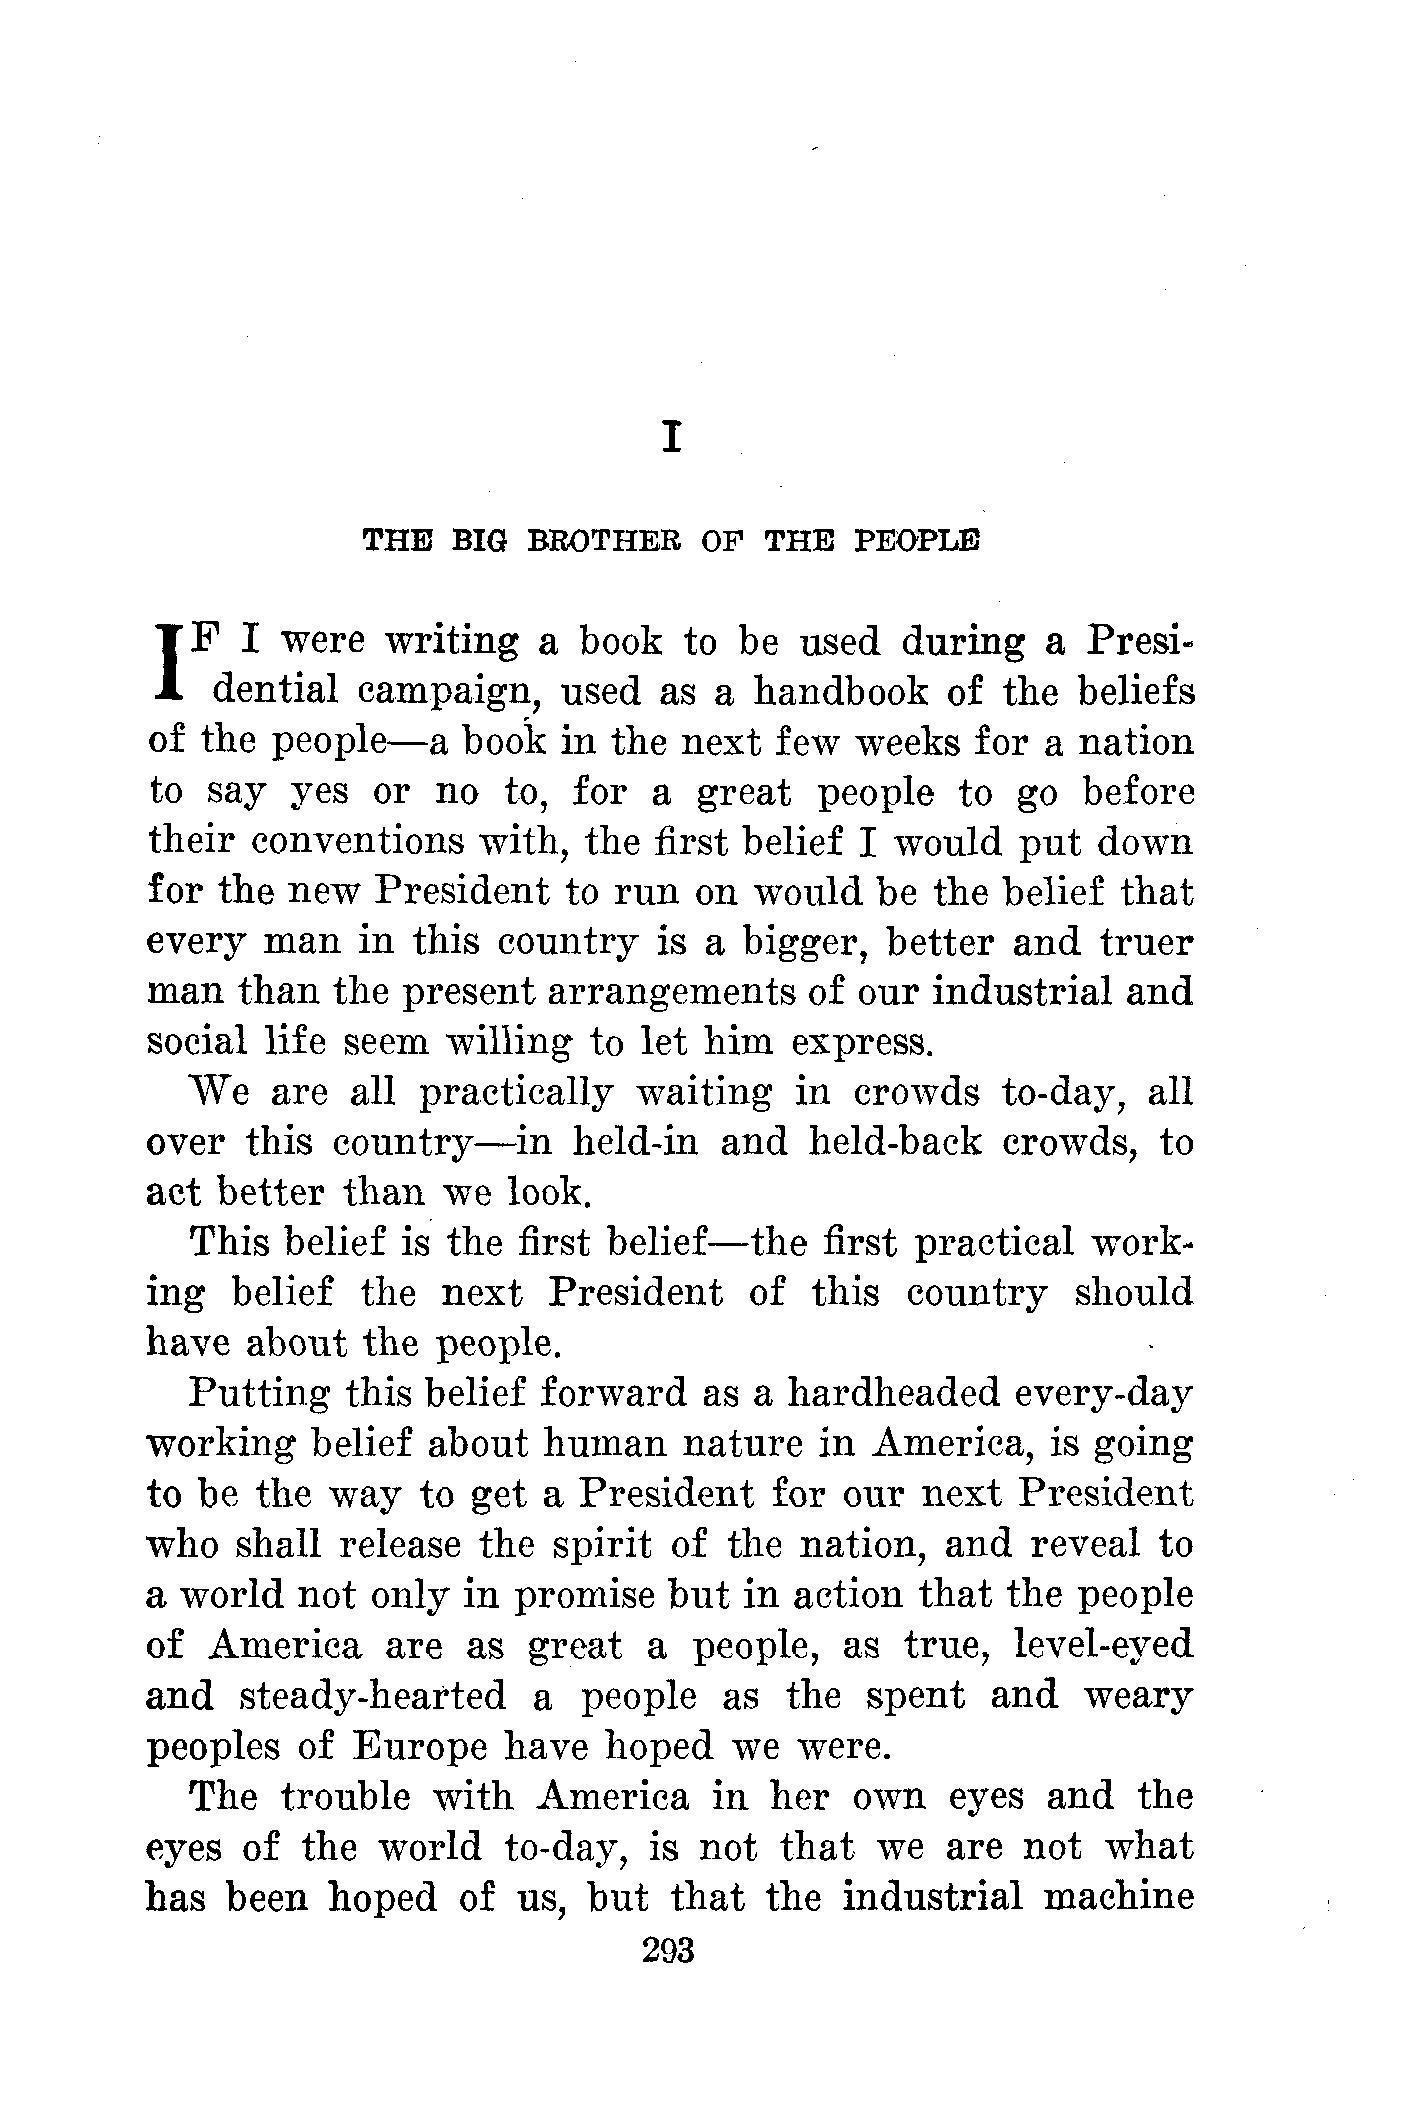 I
THE BIG BROTHER OF THE PEOPLE
IF I were writing a book to be used during a Presi-
dential campaign, used as a handbook of the beliefs
of the people—a book in the next few weeks for a nation
to say yes or no to, for a great people to go before
their conventions with, the first belief I would put down
for the new President to run on would be the belief that
every man in this country is a bigger, better and truer
man than the present arrangements of our industrial and
social life seem willing to let him express.
We are all practically waiting in crowds to-day, all
over this country—in held-in and held-back crowds, to
act better than we look.
This belief is the first belief—the first practical work-
ing belief the next President of this country should
have about the people.
Putting this belief forward as a hardheaded every-day
working belief about human nature in America, is going
to be the way to get a President for our next President
who shall release the spirit of the nation, and reveal to
a world not only in promise but in action that the people
of America are as great a people, as true, level-eyed
and steady-hearted a people as the spent and weary
peoples of Europe have hoped we were.
The trouble with America in her own eyes and the
eyes of the world to-day, is not that we are not what
has been hoped of us, but that the industrial machine
293